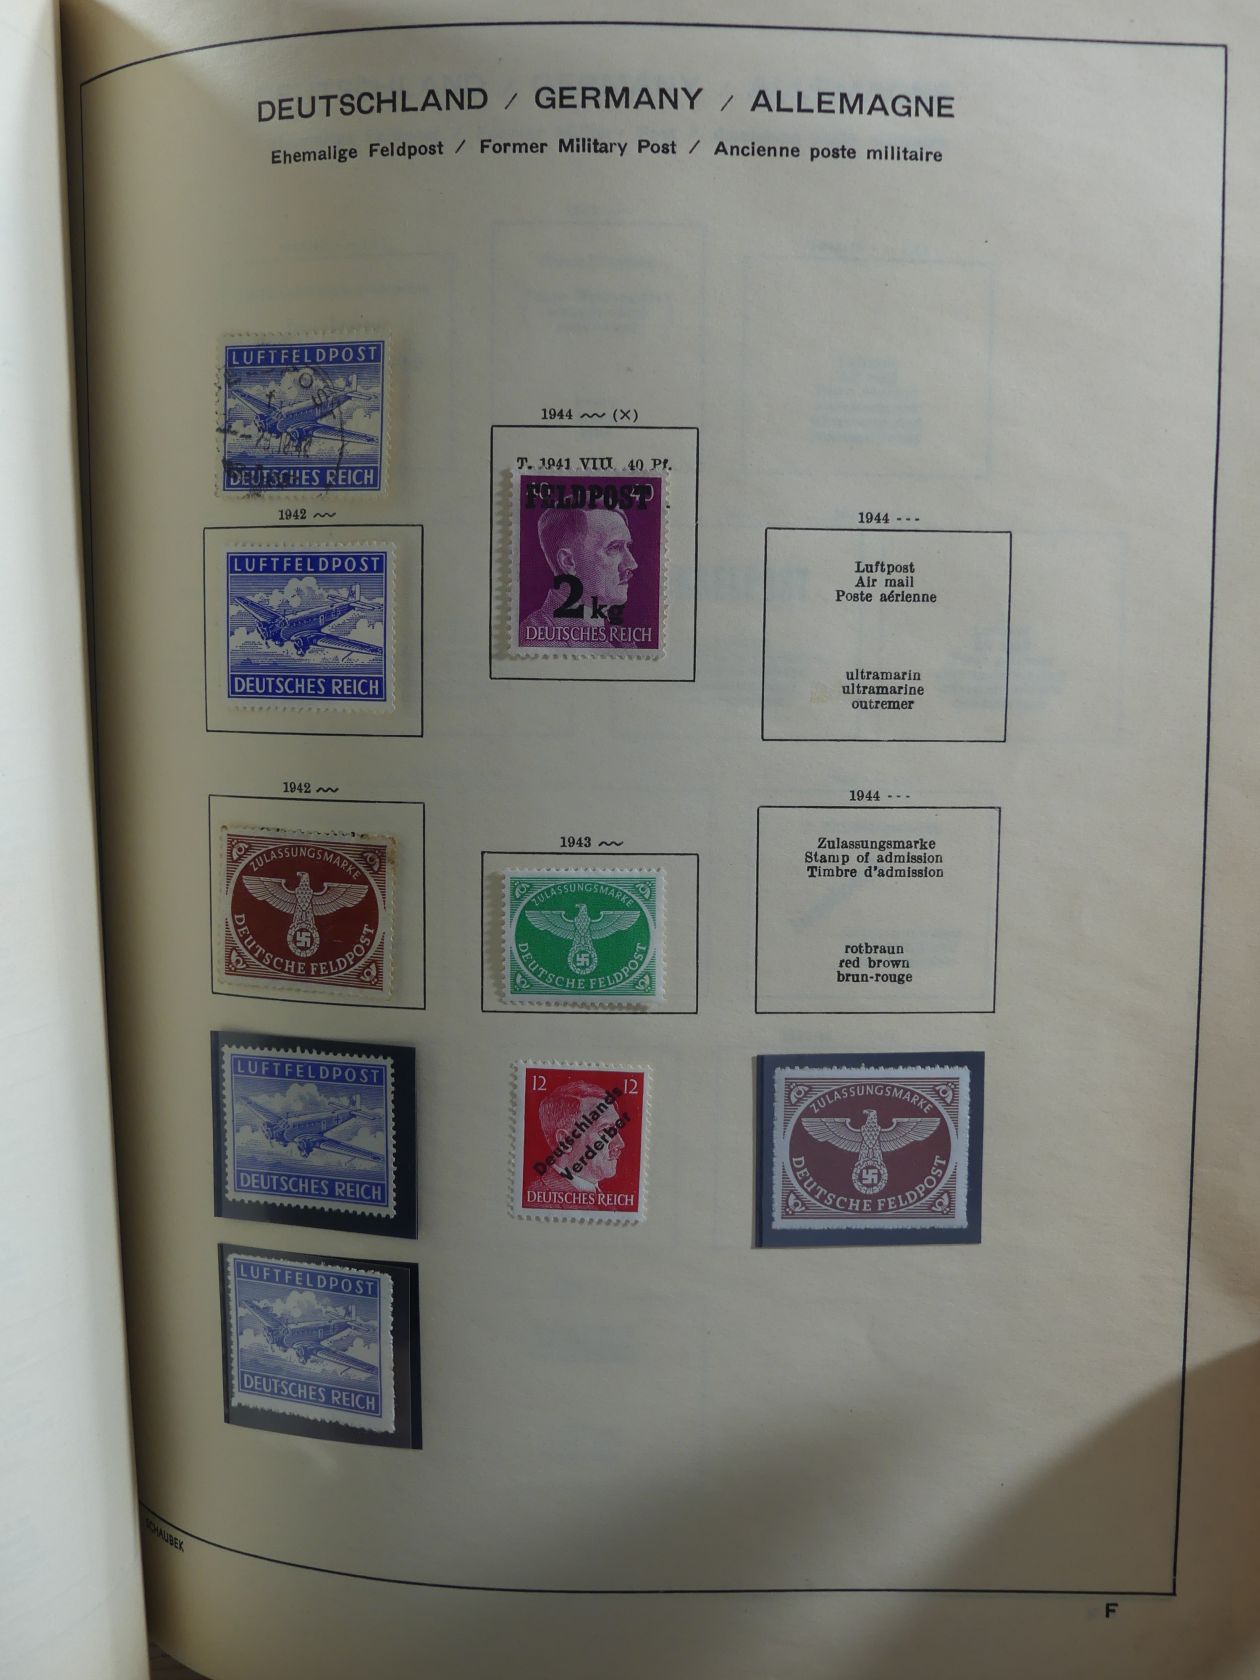 DEUTSCHLAND / GERMANY / ALLEMAGNE
Ehemalige Feldpost / Former Military Post / Ancienne poste militaire
LUFTFELDPOST
DEUTSCHES REICH
1942
LUFTFELDPOST
DEUTSCHES REICH
1944 (X)
T. 1941 VIII 40 Pf.
40 40
FELDPOST
2 kg
DEUTSCHES REICH
1944 ---
Luftpost
Air mail
Poste aérienne
ultramarin
ultramarine
outremer
1942
ZULASSUNGSMARKE
DEUTSCHE FELDPOST
1943
ZULASSUNGSMARKE
DEUTSCHE FELDPOST
1944 ---
Zulassungsmarke
Stamp of admission
Timbre d'admission
rotbraun
red brown
brun-rouge
LUFTFELDPOST
DEUTSCHES REICH
12 12
Deutschlands
Verderber
DEUTSCHES REICH
ZULASSUNGSMARKE
DEUTSCHE FELDPOST
LUFTFELDPOST
DEUTSCHES REICH
SCHAUBEK
F